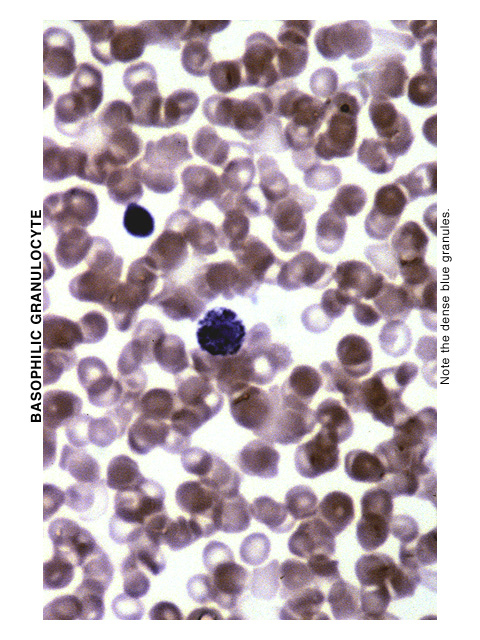 BASOPHILIC GRANULOCYTE
Note the dense blue granules.